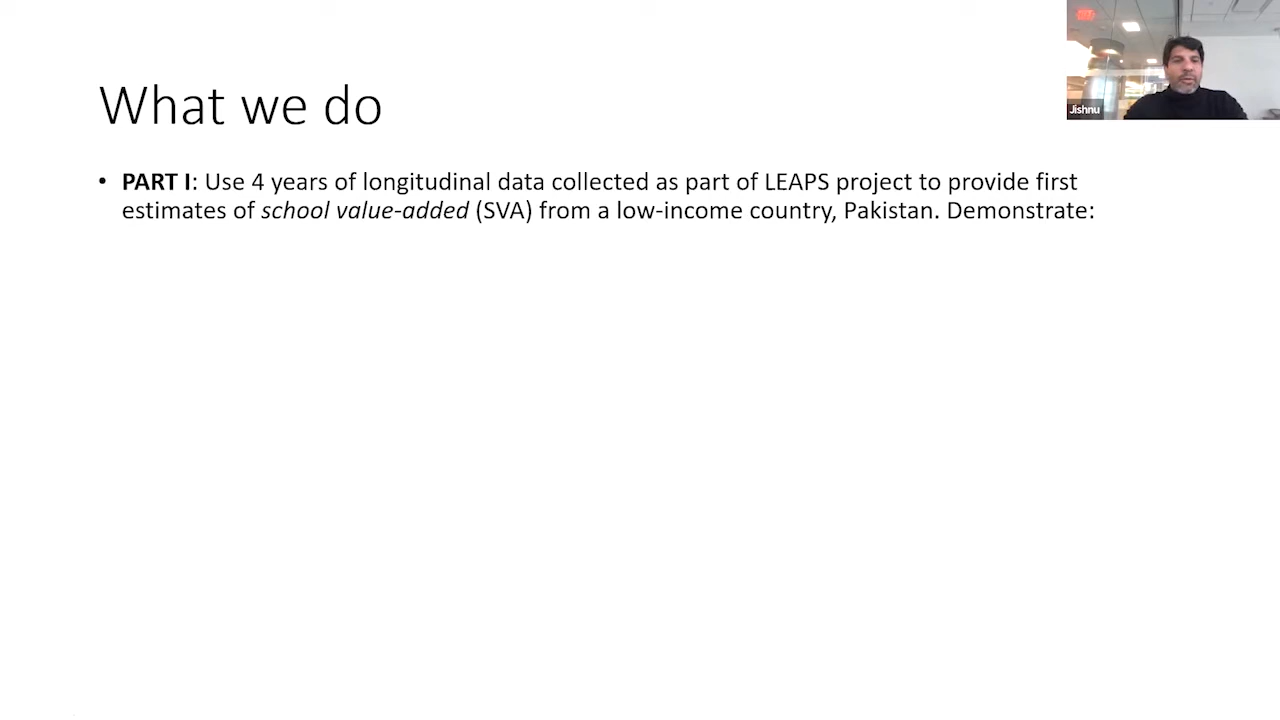 What we do
• PART I: Use 4 years of longitudinal data collected as part of LEAPS project to provide first
estimates of school value-added (SVA) from a low-income country, Pakistan. Demonstrate:
Jishnu